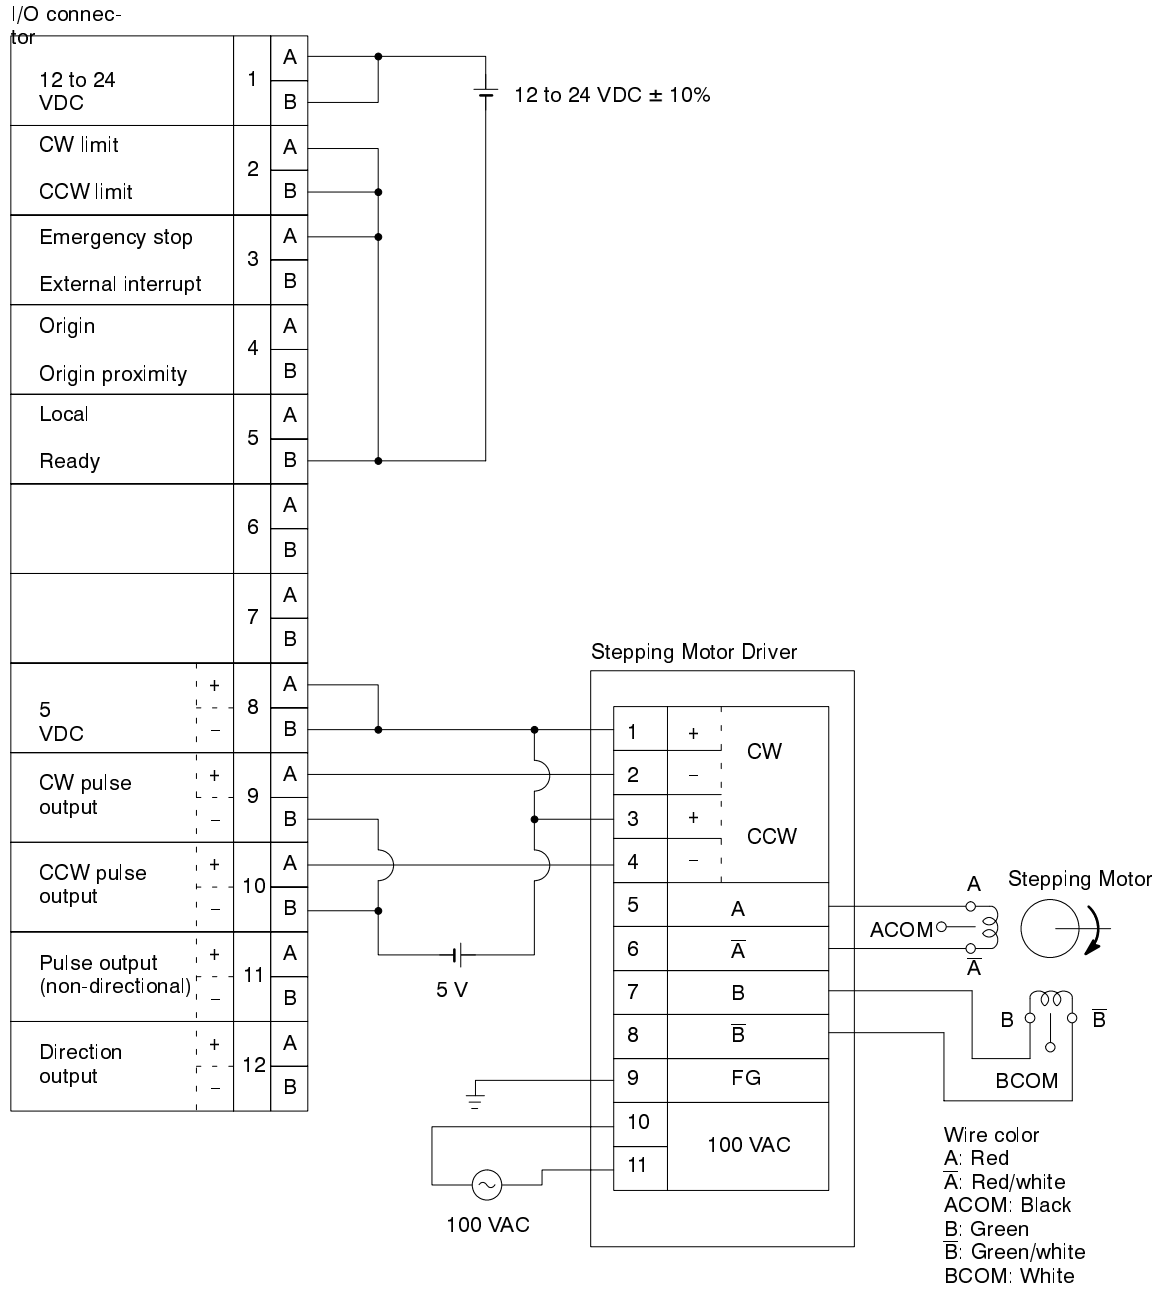 I/O connec-
tor
12 to 24
VDC
1
A
B
12 to 24 VDC ± 10%
CW limit
CCW limit
2
A
B
Emergency stop
External interrupt
3
A
B
Origin
Origin proximity
4
A
B
Local
Ready
5
A
B
6
A
B
7
A
B
5
VDC
+
−
8
A
B
CW pulse
output
+
−
9
A
B
CCW pulse
output
+
−
10
A
B
Pulse output
(non-directional)
+
−
11
A
B
Direction
output
+
−
12
A
B
5 V
Stepping Motor Driver
1 +
2 −
CW
3 +
4 −
CCW
5 A
6 A̅
7 B
8 B̅
9 FG
10
11
100 VAC
100 VAC
Stepping Motor
A
ACOM
A̅
B
B̅
BCOM
Wire color
A: Red
A̅: Red/white
ACOM: Black
B: Green
B̅: Green/white
BCOM: White